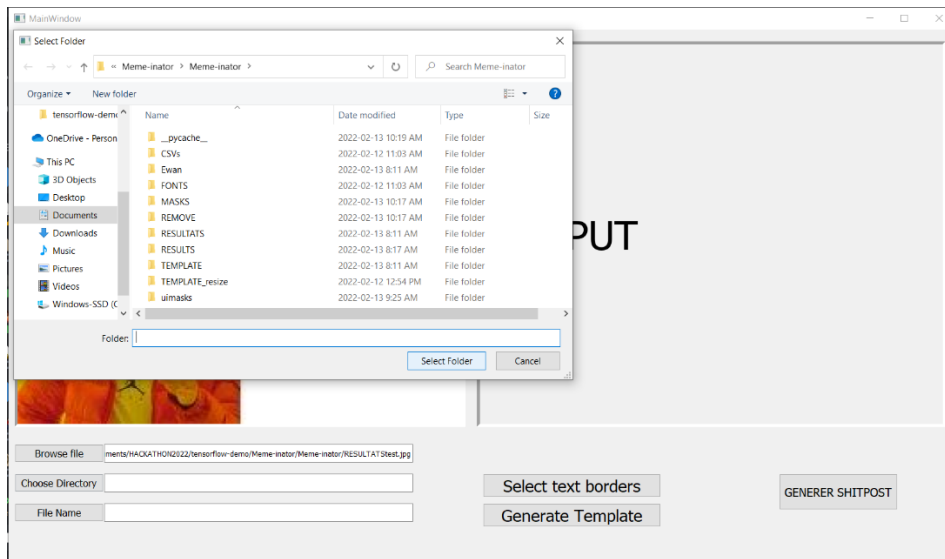 MainWindow
Select Folder
« Meme-inator > Meme-inator >
Search Meme-inator
Organize
New folder
Name Date modified Type Size
tensorflow-demo
OneDrive - Person
This PC
3D Objects
Desktop
Documents
Downloads
Music
Pictures
Videos
Windows-SSD (C
__pycache__ 2022-02-13 10:19 AM File folder
CSVs 2022-02-12 11:03 AM File folder
Ewan 2022-02-13 8:11 AM File folder
FONTS 2022-02-12 11:03 AM File folder
MASKS 2022-02-13 10:17 AM File folder
REMOVE 2022-02-13 10:17 AM File folder
RESULTATS 2022-02-13 8:11 AM File folder
RESULTS 2022-02-13 8:17 AM File folder
TEMPLATE 2022-02-13 8:11 AM File folder
TEMPLATE_resize 2022-02-12 12:54 PM File folder
uimasks 2022-02-13 9:25 AM File folder
Folder:
Select Folder Cancel
PUT
Browse file ments/HACKATHON2022/tensorflow-demo/Meme-inator/Meme-inator/RESULTATStest.jpg
Choose Directory
File Name
Select text borders
Generate Template
GENERER SHITPOST